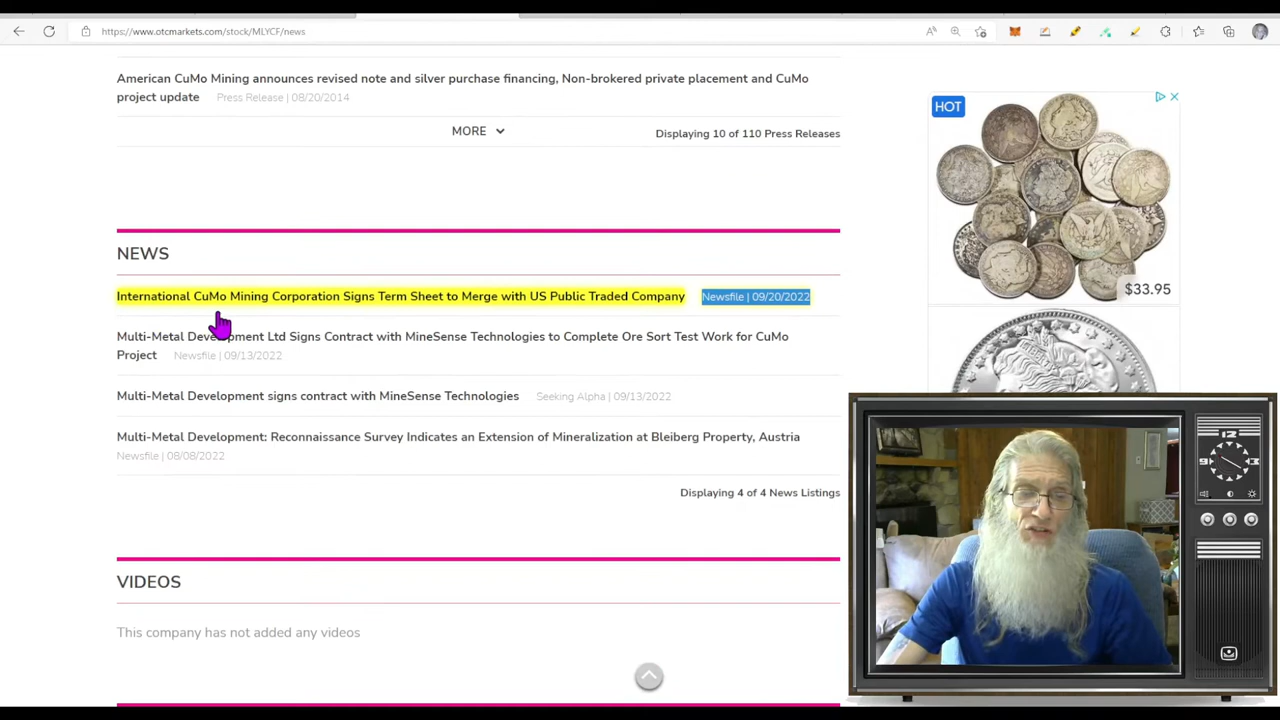 https://www.otcmarkets.com/stock/MLYCF/news
American CuMo Mining announces revised note and silver purchase financing, Non-brokered private placement and CuMo
project update Press Release | 08/20/2014
MORE
Displaying 10 of 110 Press Releases
NEWS
International CuMo Mining Corporation Signs Term Sheet to Merge with US Public Traded Company Newsfile | 09/20/2022
Multi-Metal Development Ltd Signs Contract with MineSense Technologies to Complete Ore Sort Test Work for CuMo
Project Newsfile | 09/13/2022
Multi-Metal Development signs contract with MineSense Technologies Seeking Alpha | 09/13/2022
Multi-Metal Development: Reconnaissance Survey Indicates an Extension of Mineralization at Bleiberg Property, Austria
Newsfile | 08/08/2022
Displaying 4 of 4 News Listings
VIDEOS
This company has not added any videos
HOT
$33.95
12
9
3